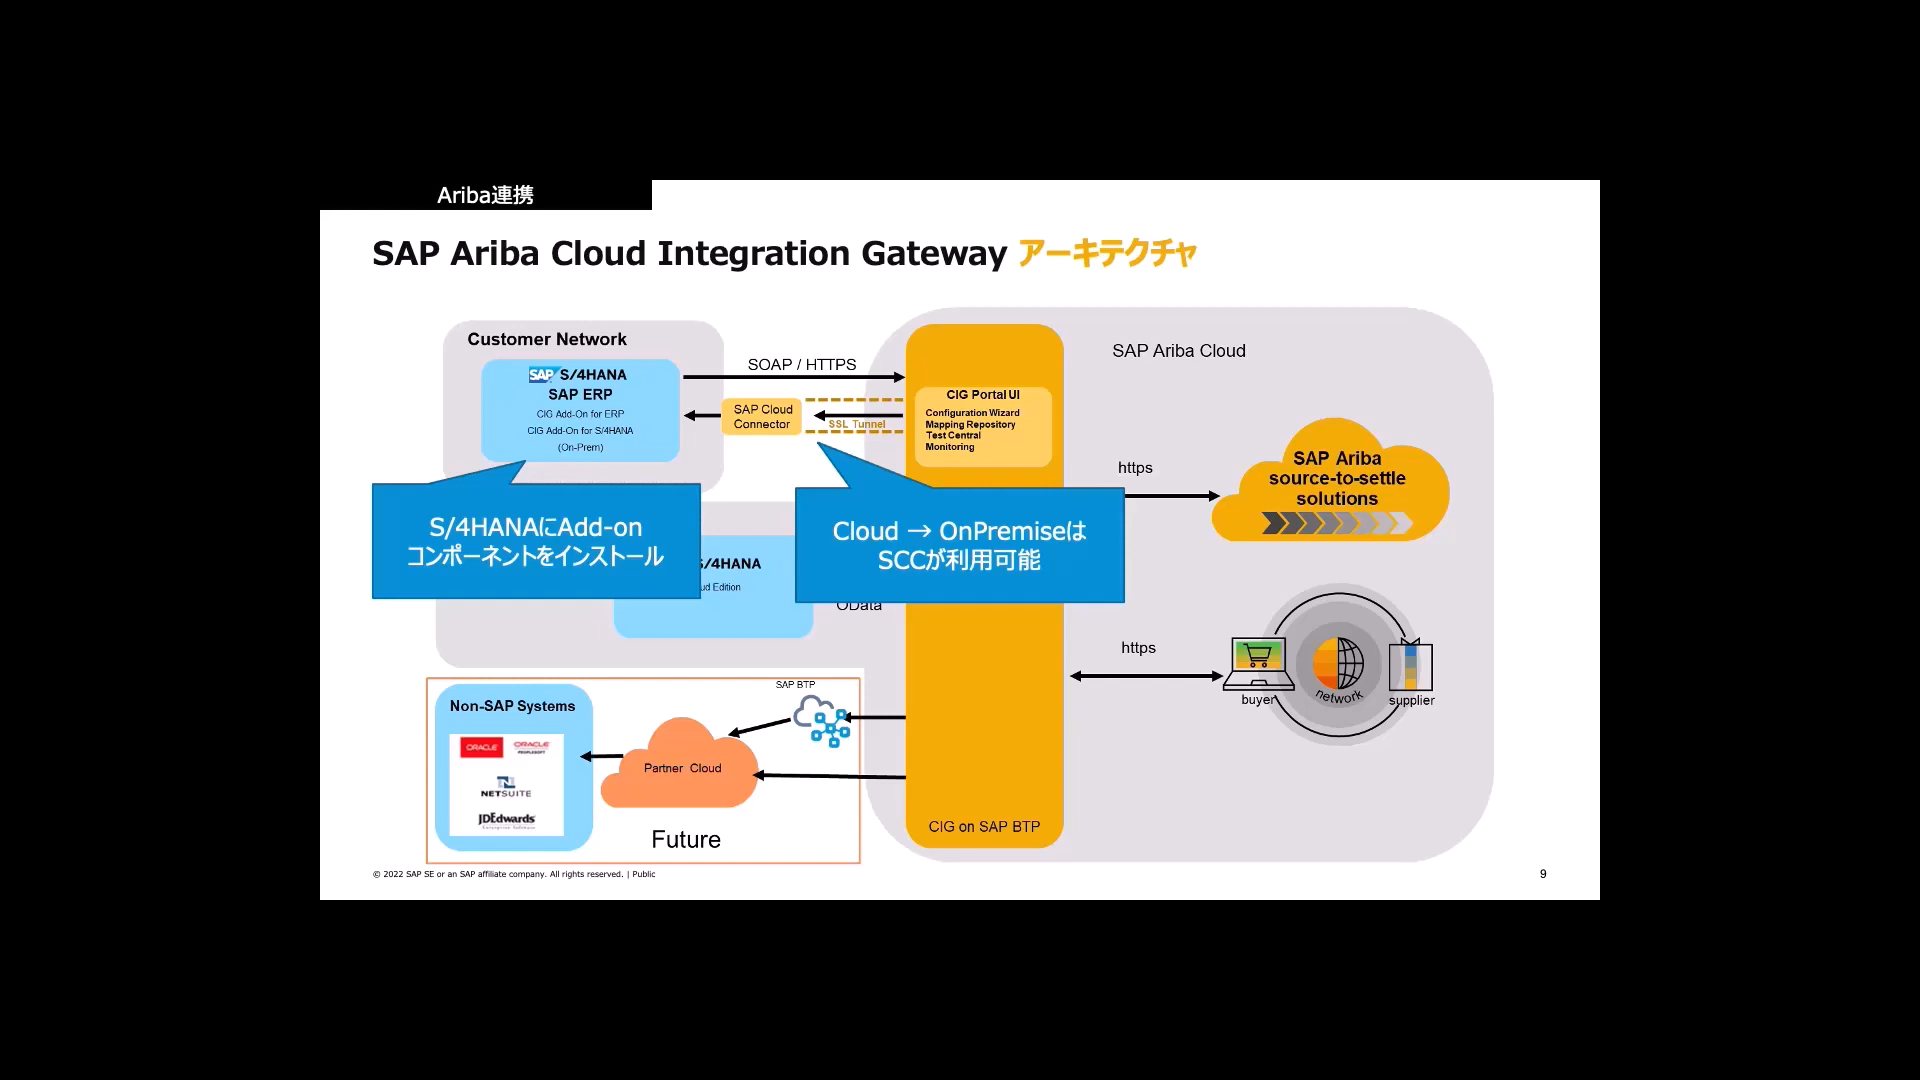 Ariba連携
SAP Ariba Cloud Integration Gateway アーキテクチャ
Customer Network
SAP S/4HANA
SAP ERP
CIG Add-On for ERP
CIG Add-On for S/4HANA
(On-Prem)
SOAP / HTTPS
SAP Cloud
Connector
SSL Tunnel
CIG Portal UI
Configuration Wizard
Mapping Repository
Test Central
Monitoring
SAP Ariba Cloud
https
SAP Ariba
source-to-settle
solutions
S/4HANAにAdd-on
コンポーネントをインストール
Cloud → OnPremiseは
SCCが利用可能
S/4HANA
Edition
OData
https
buyer
network
supplier
SAP BTP
Non-SAP Systems
ORACLE
ORACLE
PEOPLESOFT
NETSUITE
JDEdwards
Enterprise Software
Partner Cloud
Future
CIG on SAP BTP
© 2022 SAP SE or an SAP affiliate company. All rights reserved. | Public
9